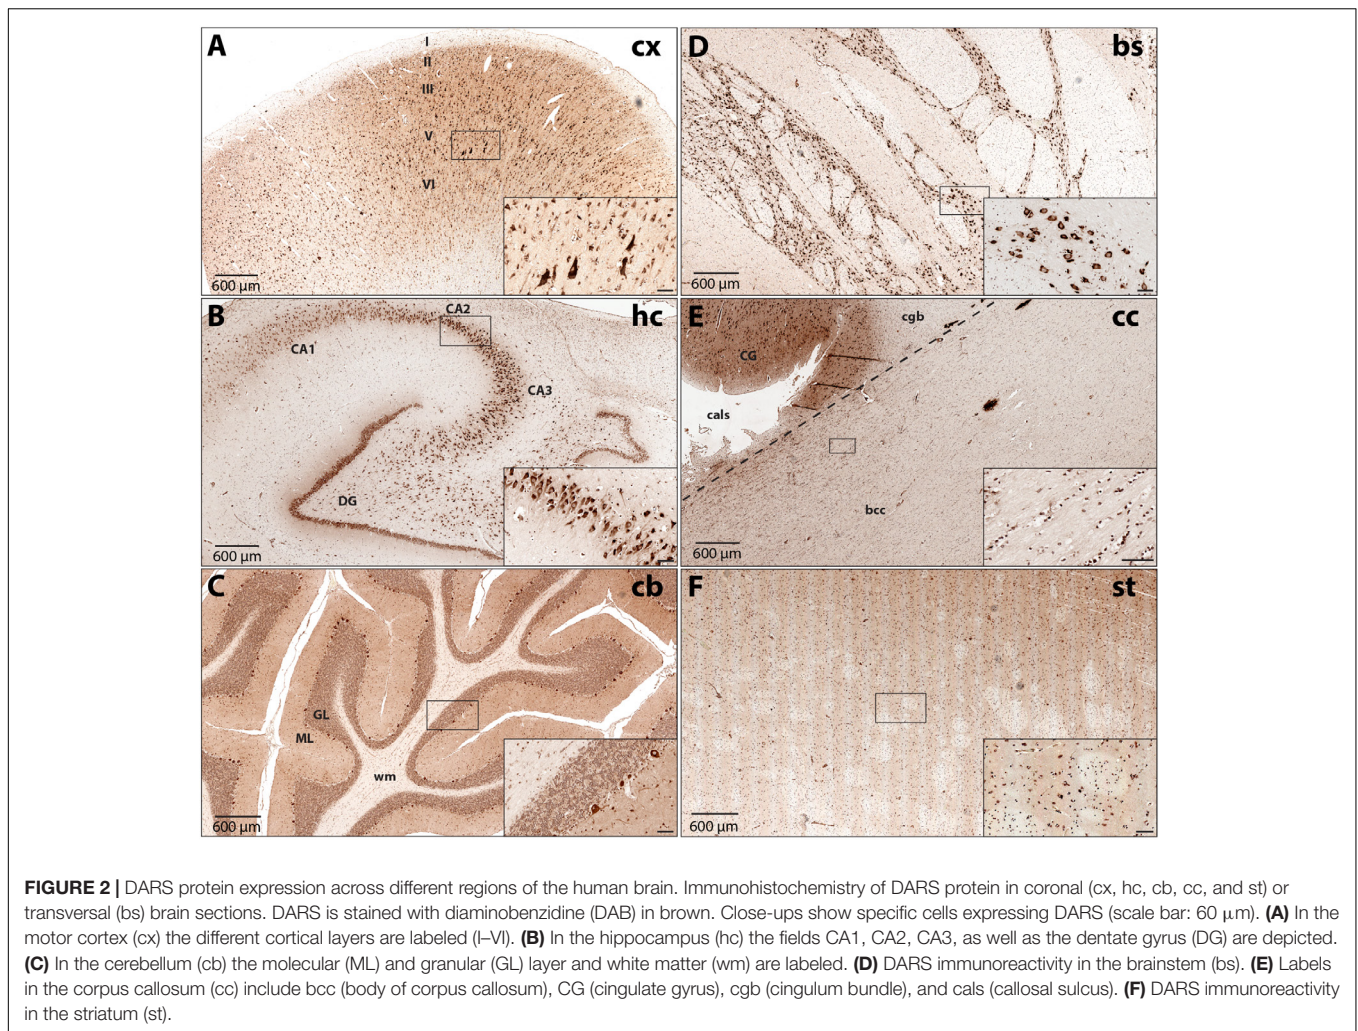 A
cx
I
II
III
V
VI
600 μm
B
hc
CA2
CA1
CA3
DG
600 μm
C
cb
GL
ML
wm
600 μm
D
bs
600 μm
E
cc
cgb
CG
cals
bcc
600 μm
F
st
600 μm
FIGURE 2 | DARS protein expression across different regions of the human brain. Immunohistochemistry of DARS protein in coronal (cx, hc, cb, cc, and st) or
transversal (bs) brain sections. DARS is stained with diaminobenzidine (DAB) in brown. Close-ups show specific cells expressing DARS (scale bar: 60 μm). (A) In the
motor cortex (cx) the different cortical layers are labeled (I–VI). (B) In the hippocampus (hc) the fields CA1, CA2, CA3, as well as the dentate gyrus (DG) are depicted.
(C) In the cerebellum (cb) the molecular (ML) and granular (GL) layer and white matter (wm) are labeled. (D) DARS immunoreactivity in the brainstem (bs). (E) Labels
in the corpus callosum (cc) include bcc (body of corpus callosum), CG (cingulate gyrus), cgb (cingulum bundle), and cals (callosal sulcus). (F) DARS immunoreactivity
in the striatum (st).